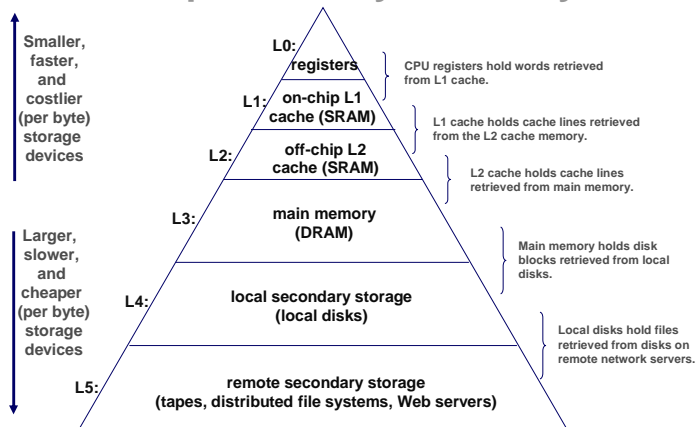 Smaller,
faster,
and
costlier
(per byte)
storage
devices
Larger,
slower,
and
cheaper
(per byte)
storage
devices
L0:
registers
L1:
on-chip L1
cache (SRAM)
L2:
off-chip L2
cache (SRAM)
L3:
main memory
(DRAM)
L4:
local secondary storage
(local disks)
L5:
remote secondary storage
(tapes, distributed file systems, Web servers)
CPU registers hold words retrieved
from L1 cache.
L1 cache holds cache lines retrieved
from the L2 cache memory.
L2 cache holds cache lines
retrieved from main memory.
Main memory holds disk
blocks retrieved from local
disks.
Local disks hold files
retrieved from disks on
remote network servers.